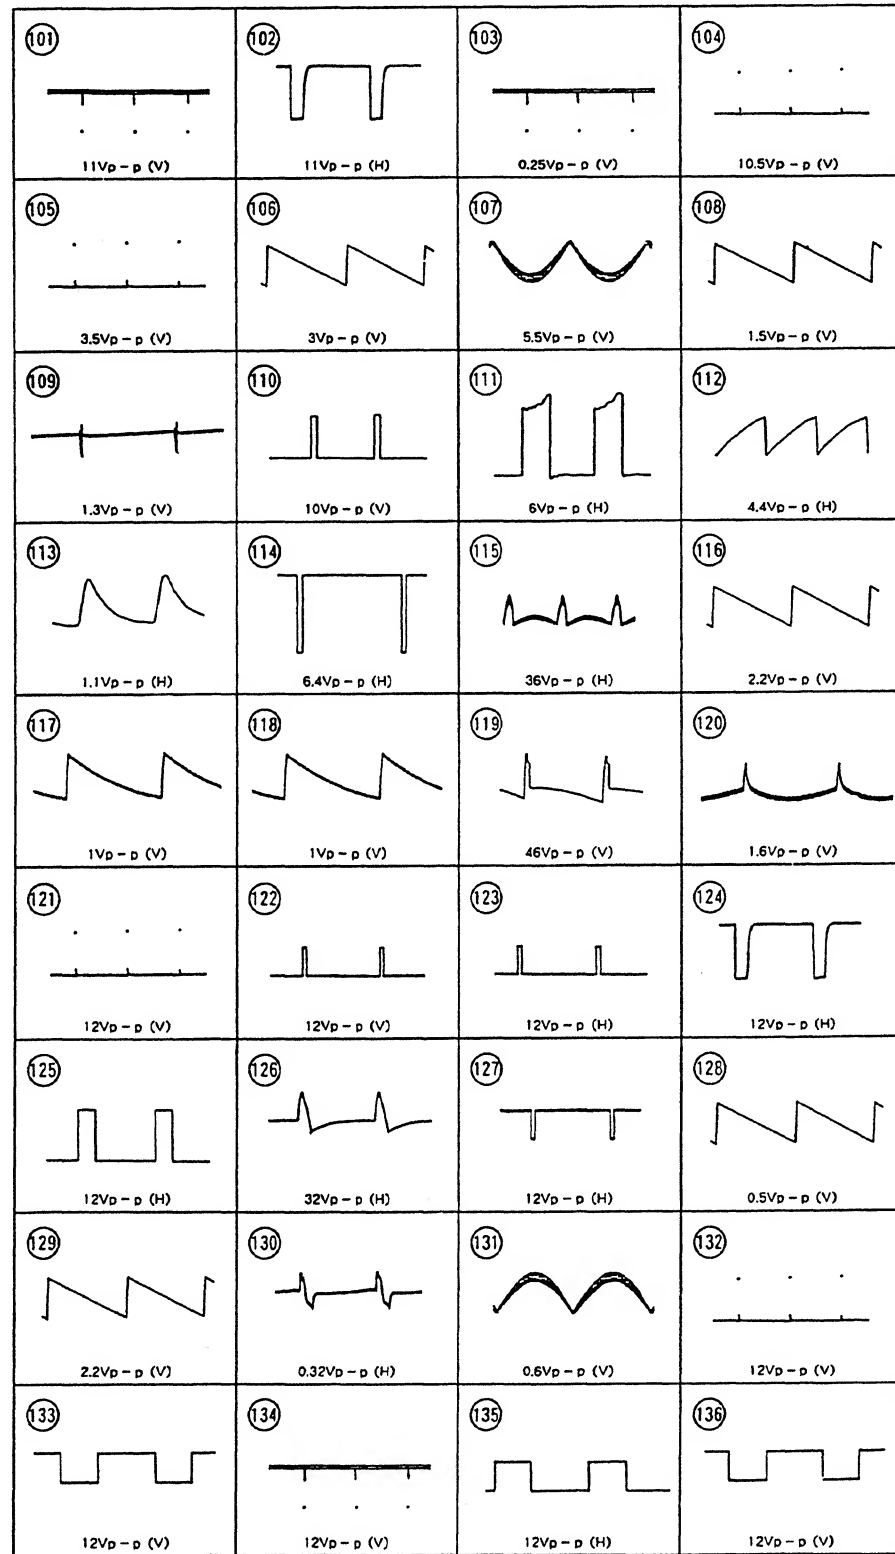 101 102 103 104
11Vp – p (V) 11Vp – p (H) 0.25Vp – p (V) 10.5Vp – p (V)
105 106 107 108
3.5Vp – p (V) 3Vp – p (V) 5.5Vp – p (V) 1.5Vp – p (V)
109 110 111 112
1.3Vp – p (V) 10Vp – p (V) 6Vp – p (H) 4.4Vp – p (H)
113 114 115 116
1.1Vp – p (H) 6.4Vp – p (H) 36Vp – p (H) 2.2Vp – p (V)
117 118 119 120
1Vp – p (V) 1Vp – p (V) 46Vp – p (V) 1.6Vp – p (V)
121 122 123 124
12Vp – p (V) 12Vp – p (V) 12Vp – p (H) 12Vp – p (H)
125 126 127 128
12Vp – p (H) 32Vp – p (H) 12Vp – p (H) 0.5Vp – p (V)
129 130 131 132
2.2Vp – p (V) 0.32Vp – p (H) 0.6Vp – p (V) 12Vp – p (V)
133 134 135 136
12Vp – p (V) 12Vp – p (V) 12Vp – p (H) 12Vp – p (V)